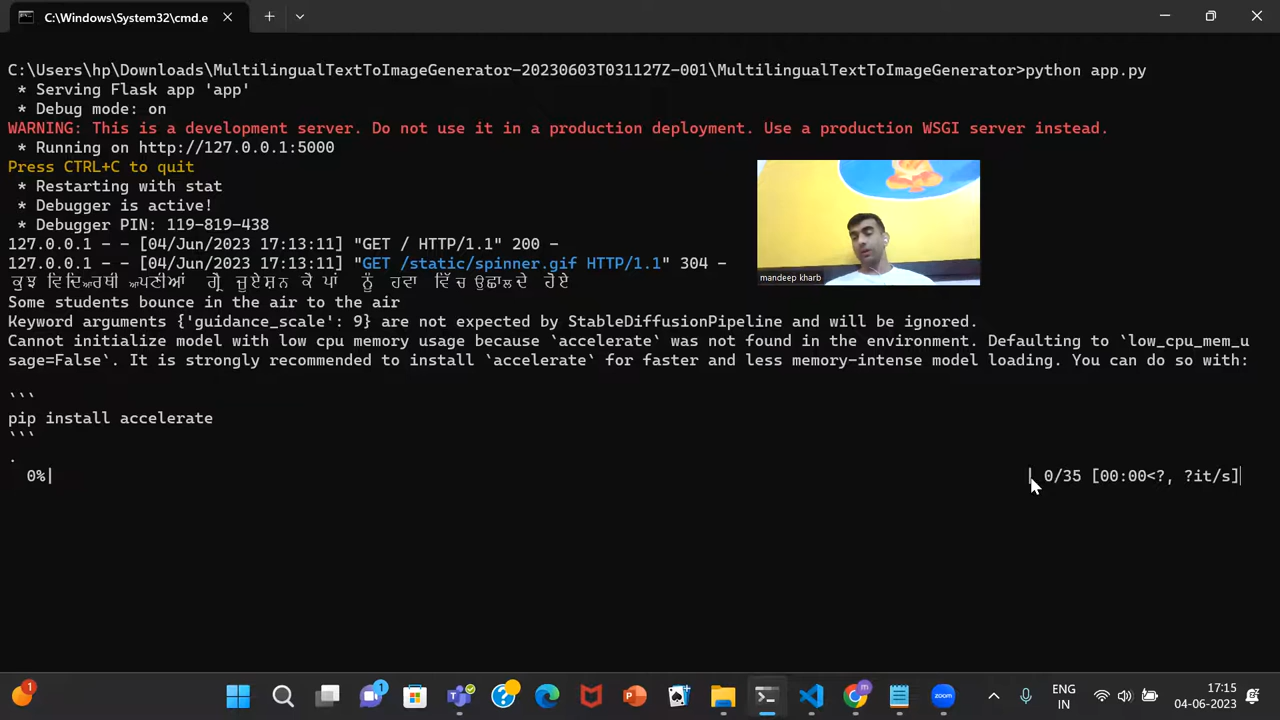 C:\Windows\System32\cmd.e
C:\Users\hp\Downloads\MultilingualTextToImageGenerator-20230603T031127Z-001\MultilingualTextToImageGenerator>python app.py
* Serving Flask app 'app'
* Debug mode: on
WARNING: This is a development server. Do not use it in a production deployment. Use a production WSGI server instead.
* Running on http://127.0.0.1:5000
Press CTRL+C to quit
* Restarting with stat
* Debugger is active!
* Debugger PIN: 119-819-438
127.0.0.1 - - [04/Jun/2023 17:13:11] "GET / HTTP/1.1" 200 -
127.0.0.1 - - [04/Jun/2023 17:13:11] "GET /static/spinner.gif HTTP/1.1" 304 -
ਕੁਝ ਵਿਦਿਆਰਥੀ ਆਪਣੀਆਂ ਗ੍ਰੈਜੂਏਸ਼ਨ ਕੈਪਾਂ ਨੂੰ ਹਵਾ ਵਿੱਚ ਉਛਾਲਦੇ ਹੋਏ
Some students bounce in the air to the air
Keyword arguments {'guidance_scale': 9} are not expected by StableDiffusionPipeline and will be ignored.
Cannot initialize model with low cpu memory usage because `accelerate` was not found in the environment. Defaulting to `low_cpu_mem_u
sage=False`. It is strongly recommended to install `accelerate` for faster and less memory-intense model loading. You can do so with:
```
pip install accelerate
```
.
0%| | 0/35 [00:00<?, ?it/s]
mandeep kharb
1
1
zoom
ENG
IN
17:15
04-06-2023